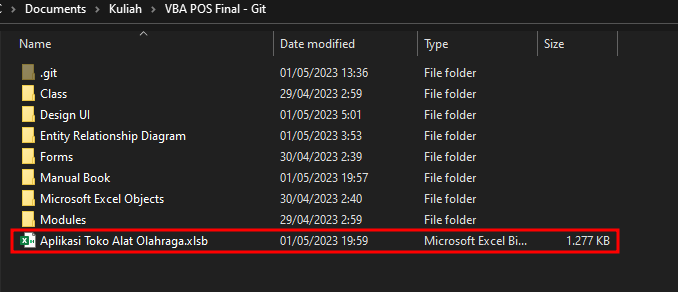 Documents > Kuliah > VBA POS Final - Git
Name Date modified Type Size
.git 01/05/2023 13:36 File folder
Class 29/04/2023 2:59 File folder
Design UI 01/05/2023 5:01 File folder
Entity Relationship Diagram 01/05/2023 3:53 File folder
Forms 30/04/2023 2:39 File folder
Manual Book 01/05/2023 19:57 File folder
Microsoft Excel Objects 30/04/2023 2:40 File folder
Modules 29/04/2023 2:59 File folder
Aplikasi Toko Alat Olahraga.xlsb 01/05/2023 19:59 Microsoft Excel Bi... 1.277 KB